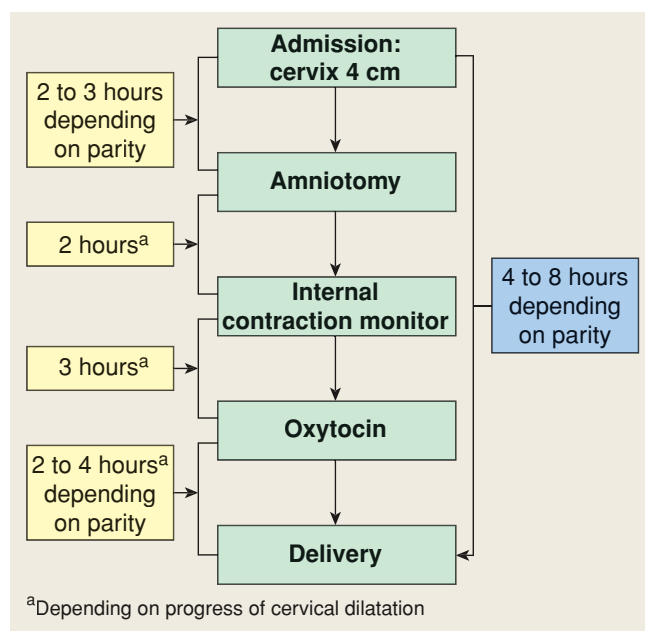 Admission:
cervix 4 cm
2 to 3 hours
depending
on parity
Amniotomy
2 hoursa
Internal
contraction monitor
4 to 8 hours
depending
on parity
3 hoursa
Oxytocin
2 to 4 hoursa
depending
on parity
Delivery
aDepending on progress of cervical dilatation